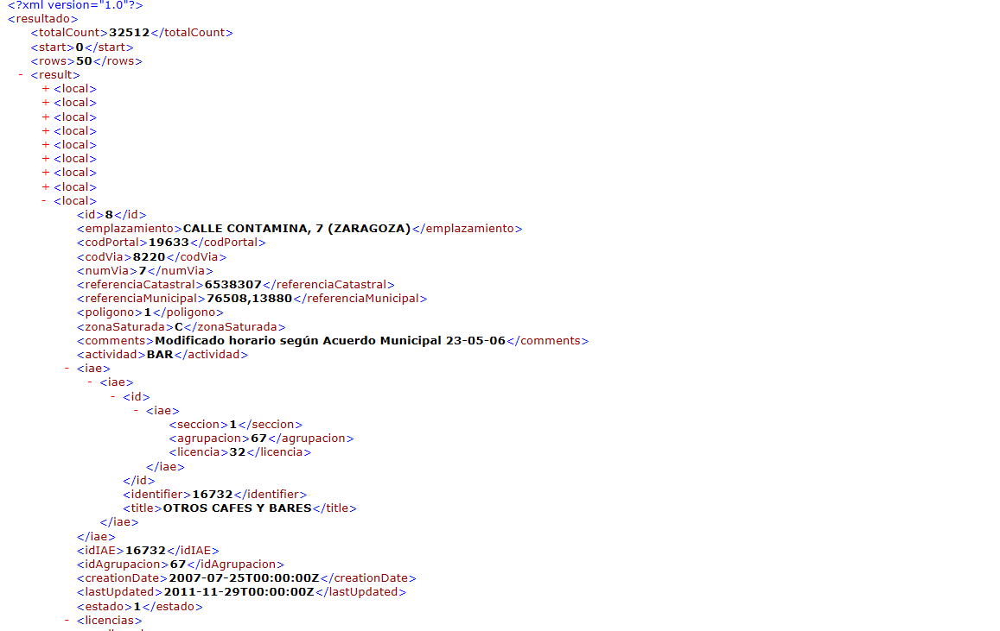 <?xml version="1.0"?>
<resultado>
<totalCount>32512</totalCount>
<start>0</start>
<rows>50</rows>
- <result>
+ <local>
+ <local>
+ <local>
+ <local>
+ <local>
+ <local>
+ <local>
+ <local>
- <local>
<id>8</id>
<emplazamiento>CALLE CONTAMINA, 7 (ZARAGOZA)</emplazamiento>
<codPortal>19633</codPortal>
<codVia>8220</codVia>
<numVia>7</numVia>
<referenciaCatastral>6538307</referenciaCatastral>
<referenciaMunicipal>76508,13880</referenciaMunicipal>
<poligono>1</poligono>
<zonaSaturada>C</zonaSaturada>
<comments>Modificado horario según Acuerdo Municipal 23-05-06</comments>
<actividad>BAR</actividad>
- <iae>
- <iae>
- <id>
- <iae>
<seccion>1</seccion>
<agrupacion>67</agrupacion>
<licencia>32</licencia>
</iae>
</id>
<identifier>16732</identifier>
<title>OTROS CAFES Y BARES</title>
</iae>
</iae>
<idIAE>16732</idIAE>
<idAgrupacion>67</idAgrupacion>
<creationDate>2007-07-25T00:00:00Z</creationDate>
<lastUpdated>2011-11-29T00:00:00Z</lastUpdated>
<estado>1</estado>
- <licencias>